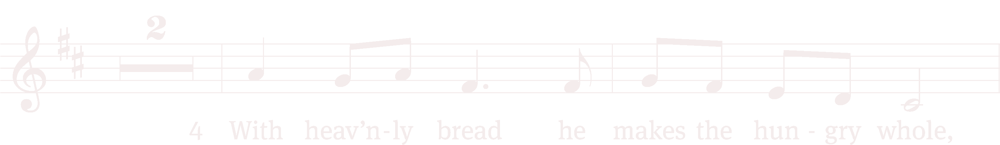 2
4 With heav’n-ly bread he makes the hun - gry whole,